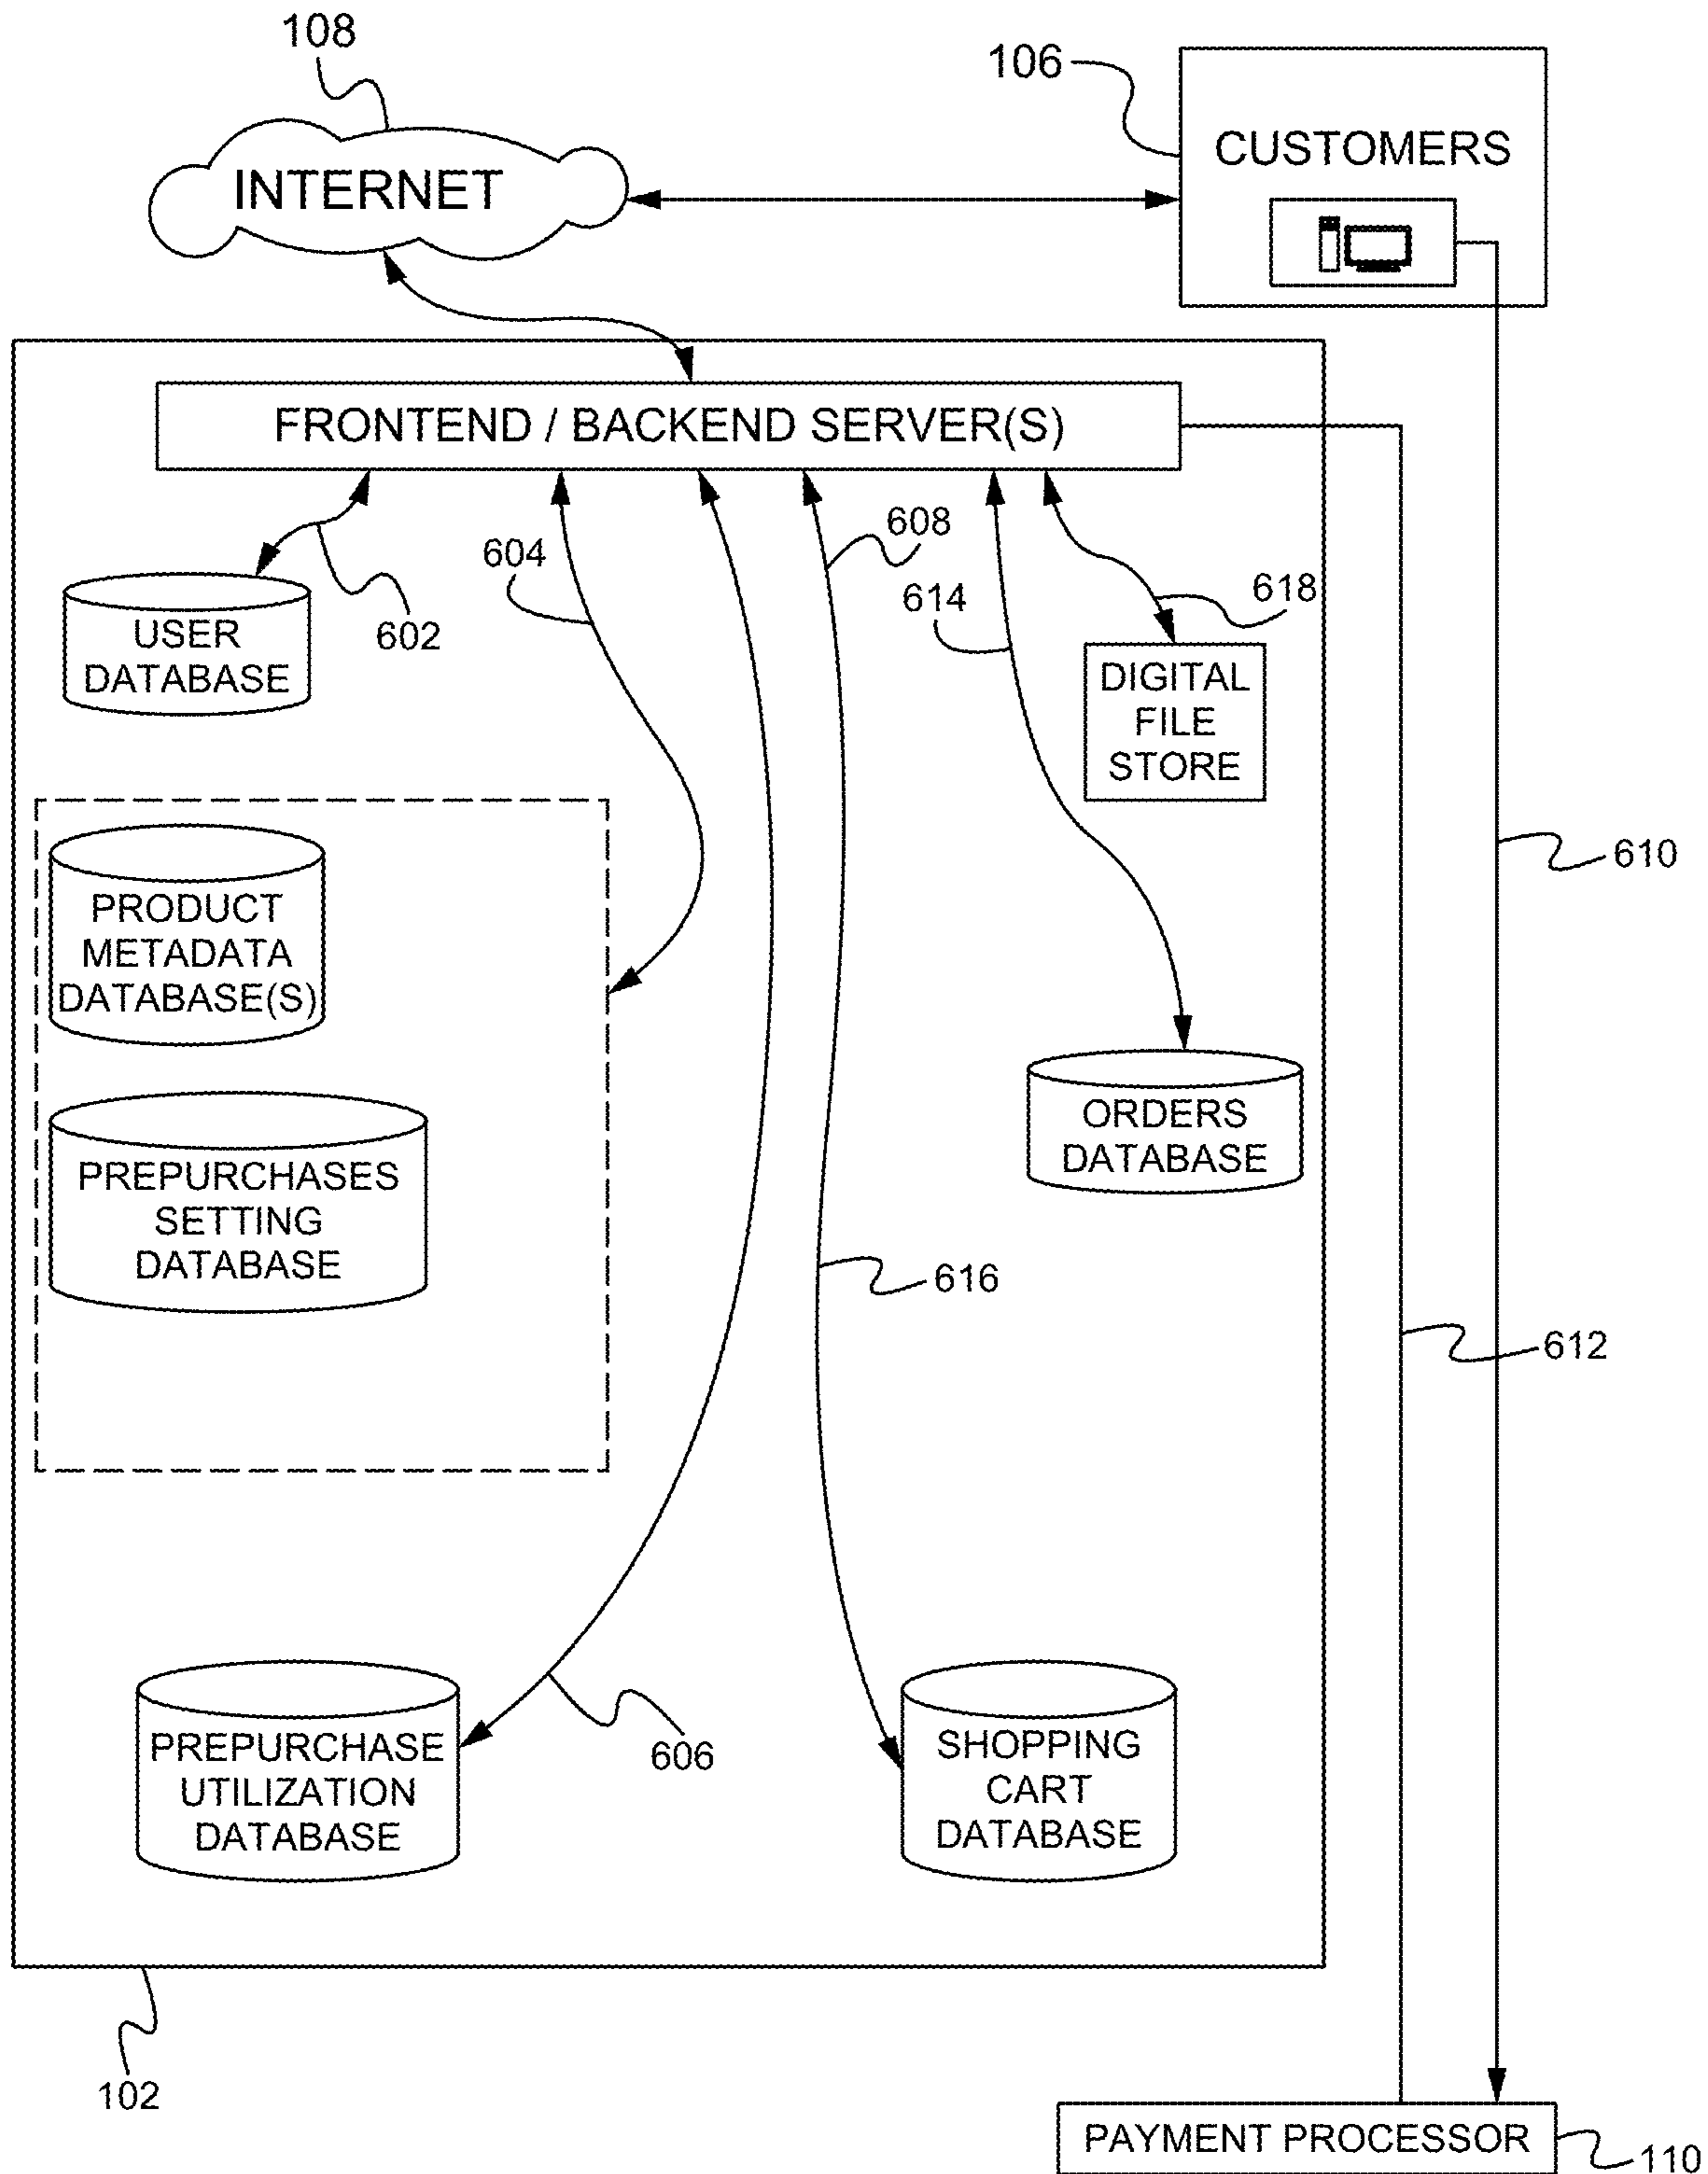 108
106
CUSTOMERS
INTERNET
FRONTEND / BACKEND SERVER(S)
608
604
614
618
602
USER
DATABASE
DIGITAL
FILE
STORE
610
PRODUCT
METADATA
DATABASE(S)
ORDERS
DATABASE
PREPURCHASES
SETTING
DATABASE
616
612
606
PREPURCHASE
UTILIZATION
DATABASE
SHOPPING
CART
DATABASE
102
PAYMENT PROCESSOR
110